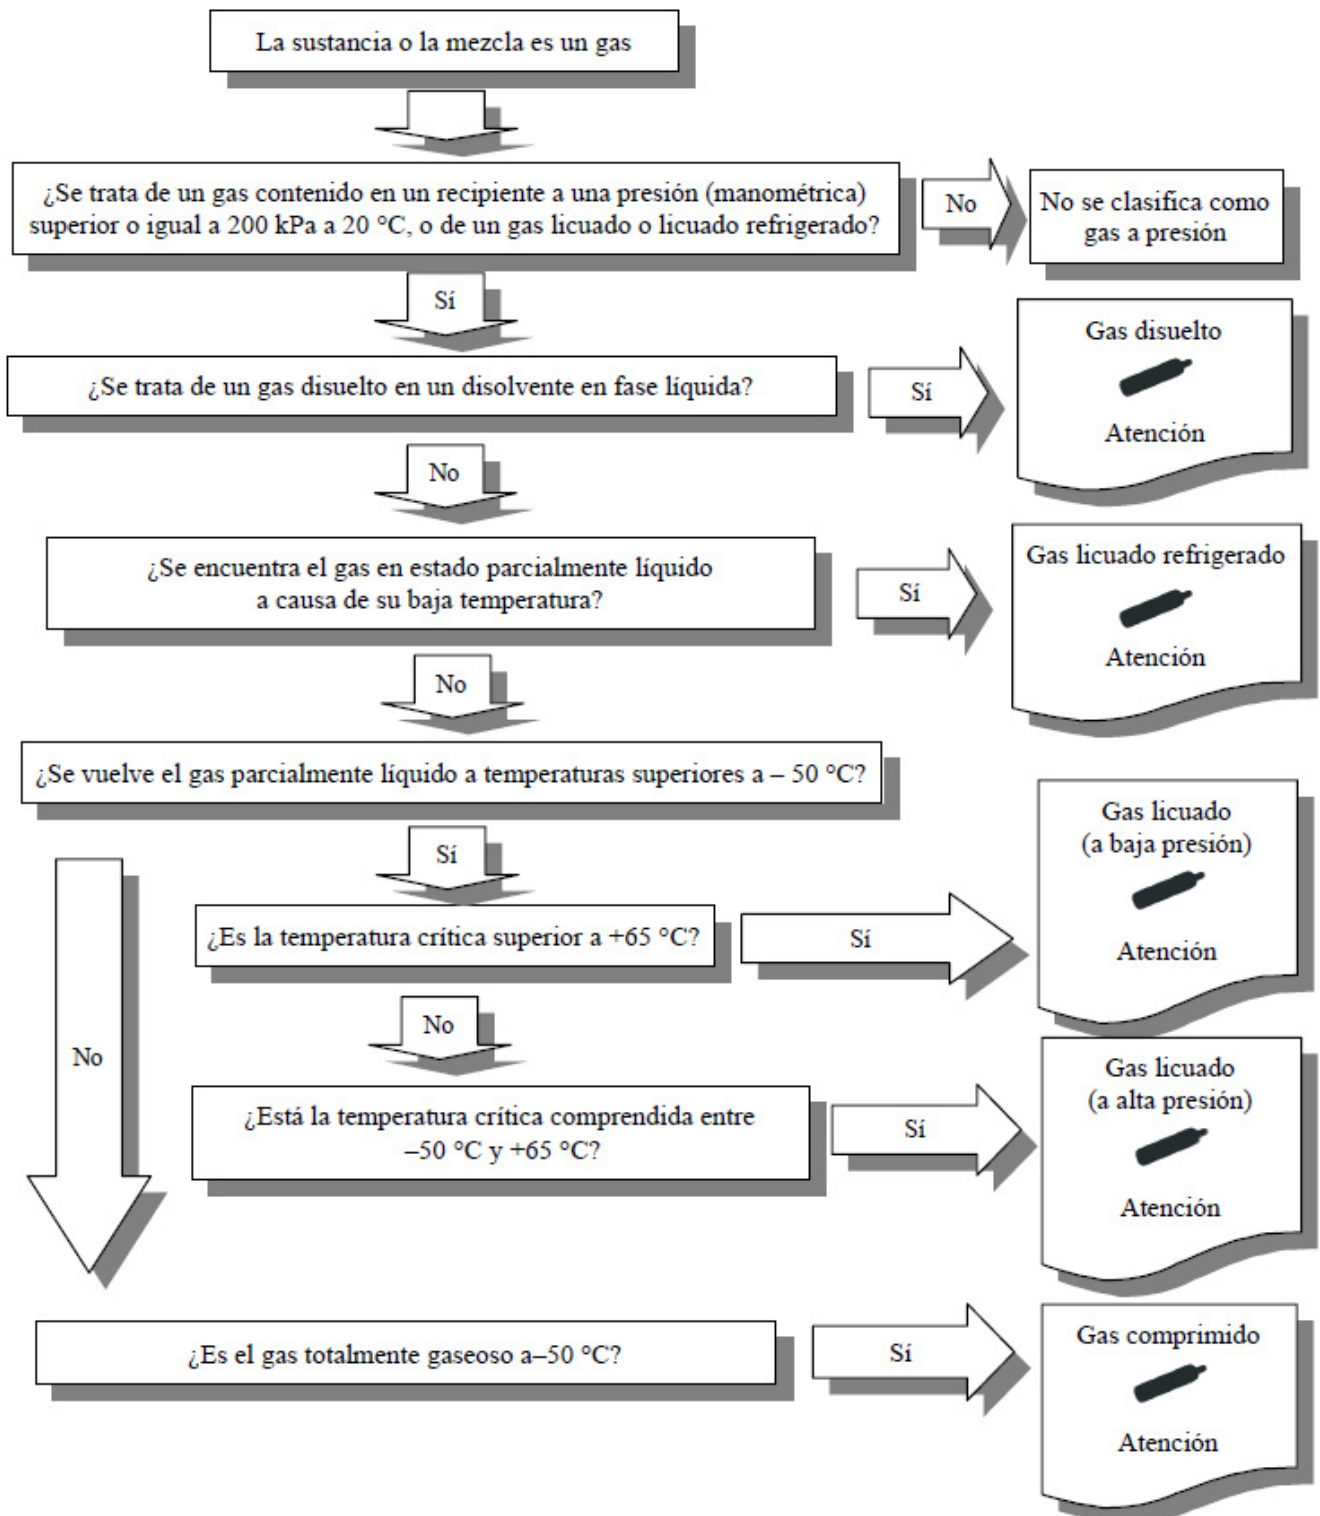 La sustancia o la mezcla es un gas
¿Se trata de un gas contenido en un recipiente a una presión (manométrica)
superior o igual a 200 kPa a 20 °C, o de un gas licuado o licuado refrigerado?
No
No se clasifica como
gas a presión
Sí
¿Se trata de un gas disuelto en un disolvente en fase líquida?
Sí
Gas disuelto
Atención
No
¿Se encuentra el gas en estado parcialmente líquido
a causa de su baja temperatura?
Sí
Gas licuado refrigerado
Atención
No
¿Se vuelve el gas parcialmente líquido a temperaturas superiores a – 50 °C?
Sí
¿Es la temperatura crítica superior a +65 °C?
Sí
Gas licuado
(a baja presión)
Atención
No
No
¿Está la temperatura crítica comprendida entre
–50 °C y +65 °C?
Sí
Gas licuado
(a alta presión)
Atención
¿Es el gas totalmente gaseoso a–50 °C?
Sí
Gas comprimido
Atención